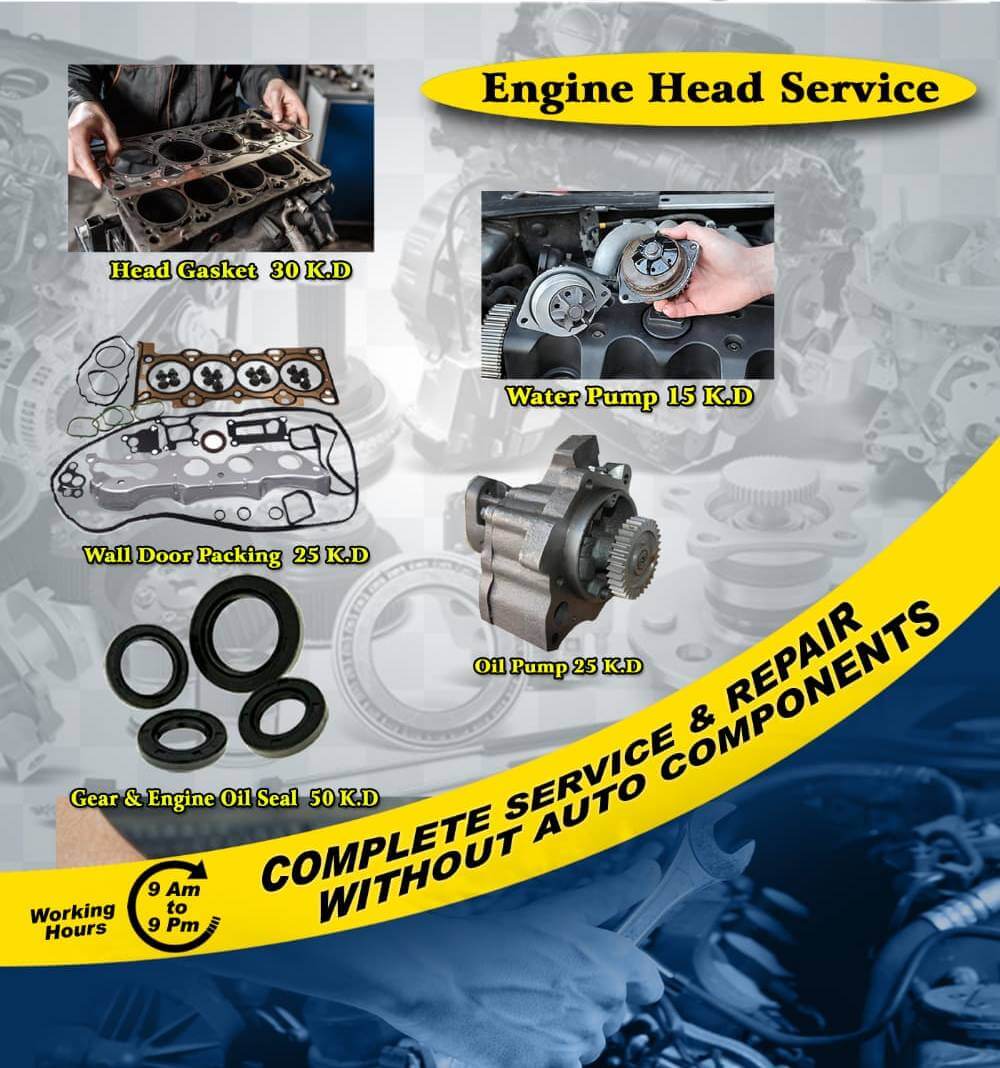 Engine Head Service
Head Gasket 30 K.D
Water Pump 15 K.D
Wall Door Packing 25 K.D
Oil Pump 25 K.D
Gear & Engine Oil Seal 50 K.D
COMPLETE SERVICE & REPAIR
WITHOUT AUTO COMPONENTS
Working
Hours
9 Am
to
9 Pm